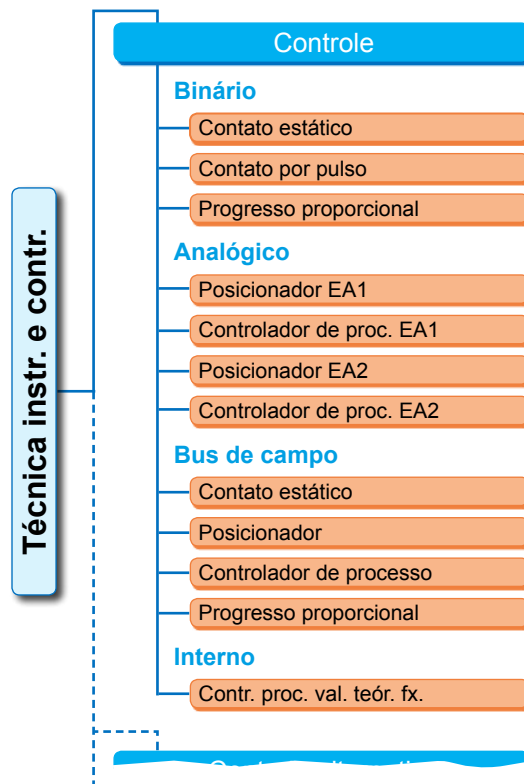 Controle
Binário
Contato estático
Contato por pulso
Progresso proporcional
Analógico
Posicionador EA1
Controlador de proc. EA1
Posicionador EA2
Controlador de proc. EA2
Bus de campo
Contato estático
Posicionador
Controlador de processo
Progresso proporcional
Interno
Contr. proc. val. teór. fx.
Técnica instr. e contr.